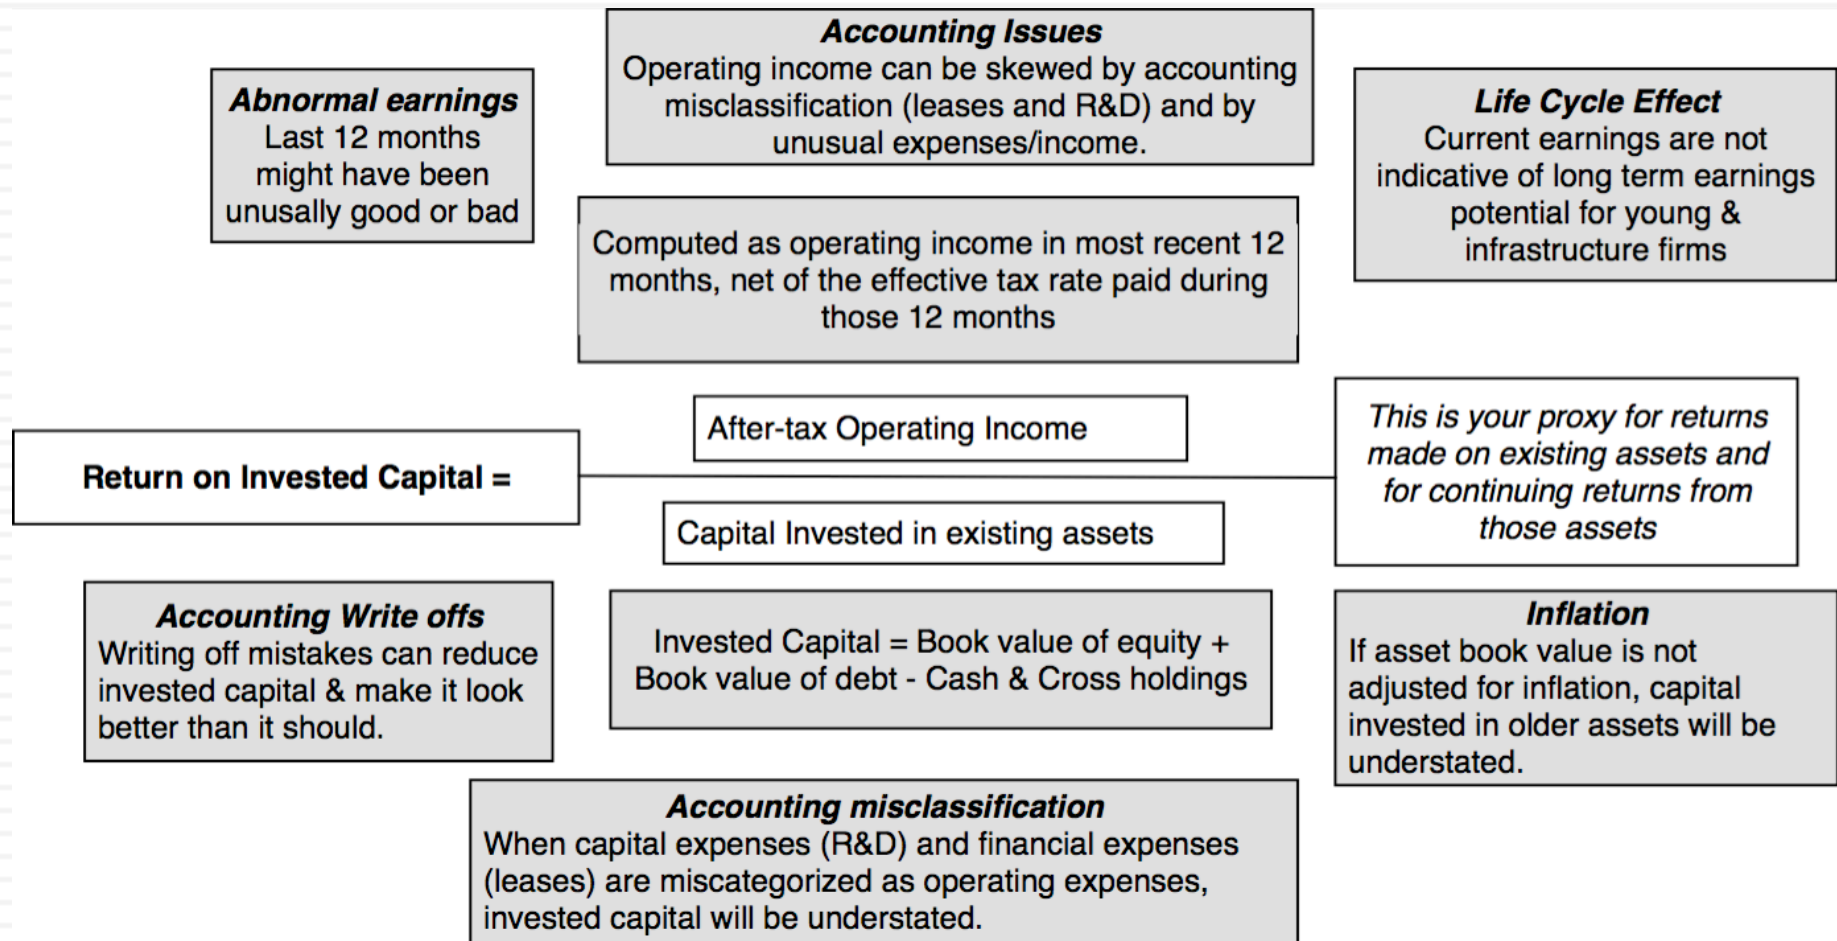 Accounting Issues
Operating income can be skewed by accounting
misclassification (leases and R&D) and by
unusual expenses/income.
Abnormal earnings
Last 12 months
might have been
unusally good or bad
Life Cycle Effect
Current earnings are not
indicative of long term earnings
potential for young &
infrastructure firms
Computed as operating income in most recent 12
months, net of the effective tax rate paid during
those 12 months
After-tax Operating Income
Return on Invested Capital =
This is your proxy for returns
made on existing assets and
for continuing returns from
those assets
Capital Invested in existing assets
Accounting Write offs
Writing off mistakes can reduce
invested capital & make it look
better than it should.
Invested Capital = Book value of equity +
Book value of debt - Cash & Cross holdings
Inflation
If asset book value is not
adjusted for inflation, capital
invested in older assets will be
understated.
Accounting misclassification
When capital expenses (R&D) and financial expenses
(leases) are miscategorized as operating expenses,
invested capital will be understated.